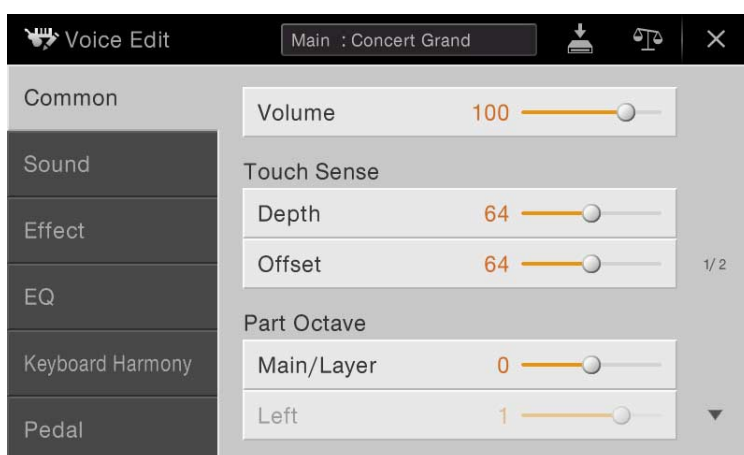 Voice Edit
Main : Concert Grand
Common
Sound
Effect
EQ
Keyboard Harmony
Pedal
Volume 100
Touch Sense
Depth 64
Offset 64
Part Octave
Main/Layer 0
Left 1
1/2